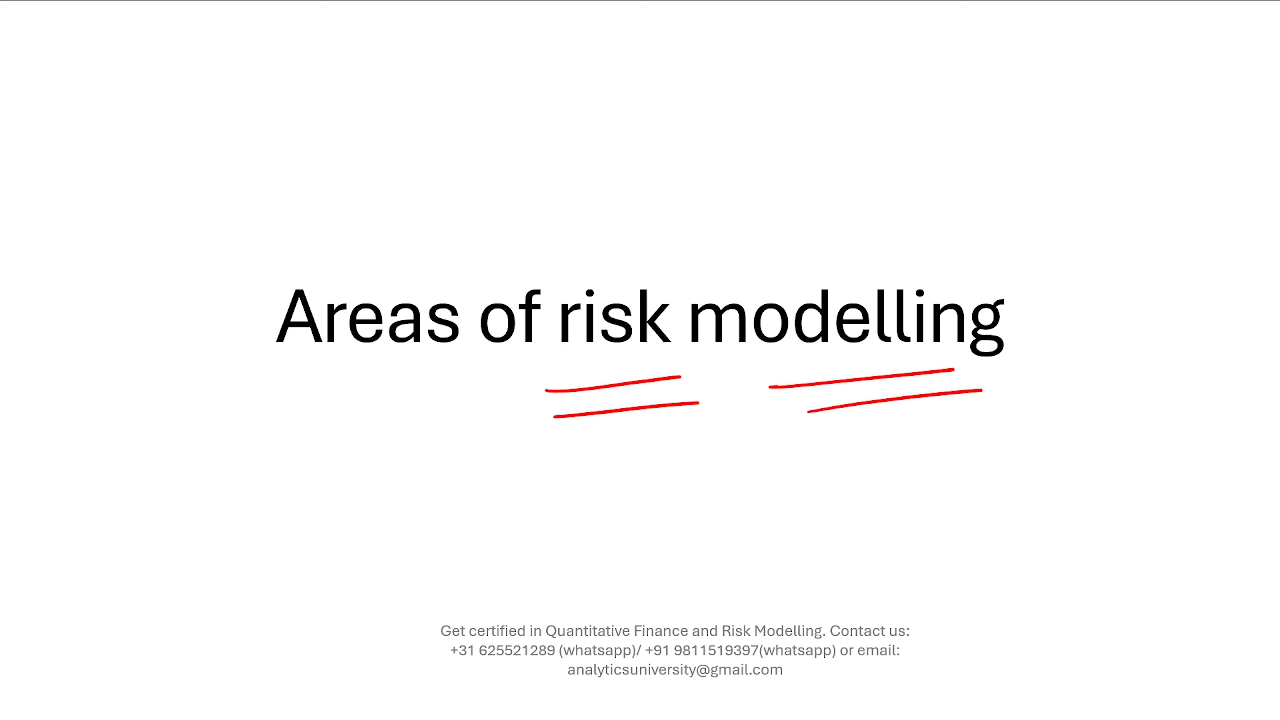 Areas of risk modelling
Get certified in Quantitative Finance and Risk Modelling. Contact us:
+31 625521289 (whatsapp)/ +91 9811519397(whatsapp) or email:
analyticsuniversity@gmail.com